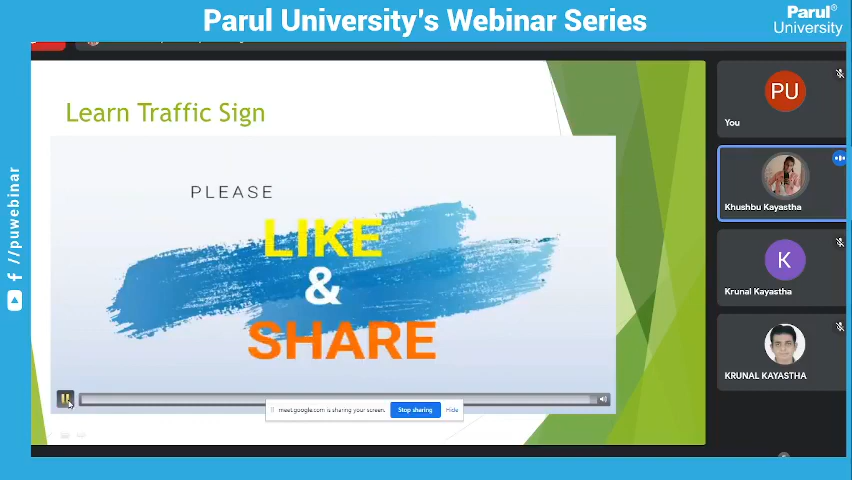 Parul University's Webinar Series
Parul®
University
Learn Traffic Sign
PLEASE
LIKE
&
SHARE
meet.google.com is sharing your screen.
Stop sharing
Hide
PU
You
Khushbu Kayastha
K
Krunal Kayastha
KRUNAL KAYASTHA
//puwebinar